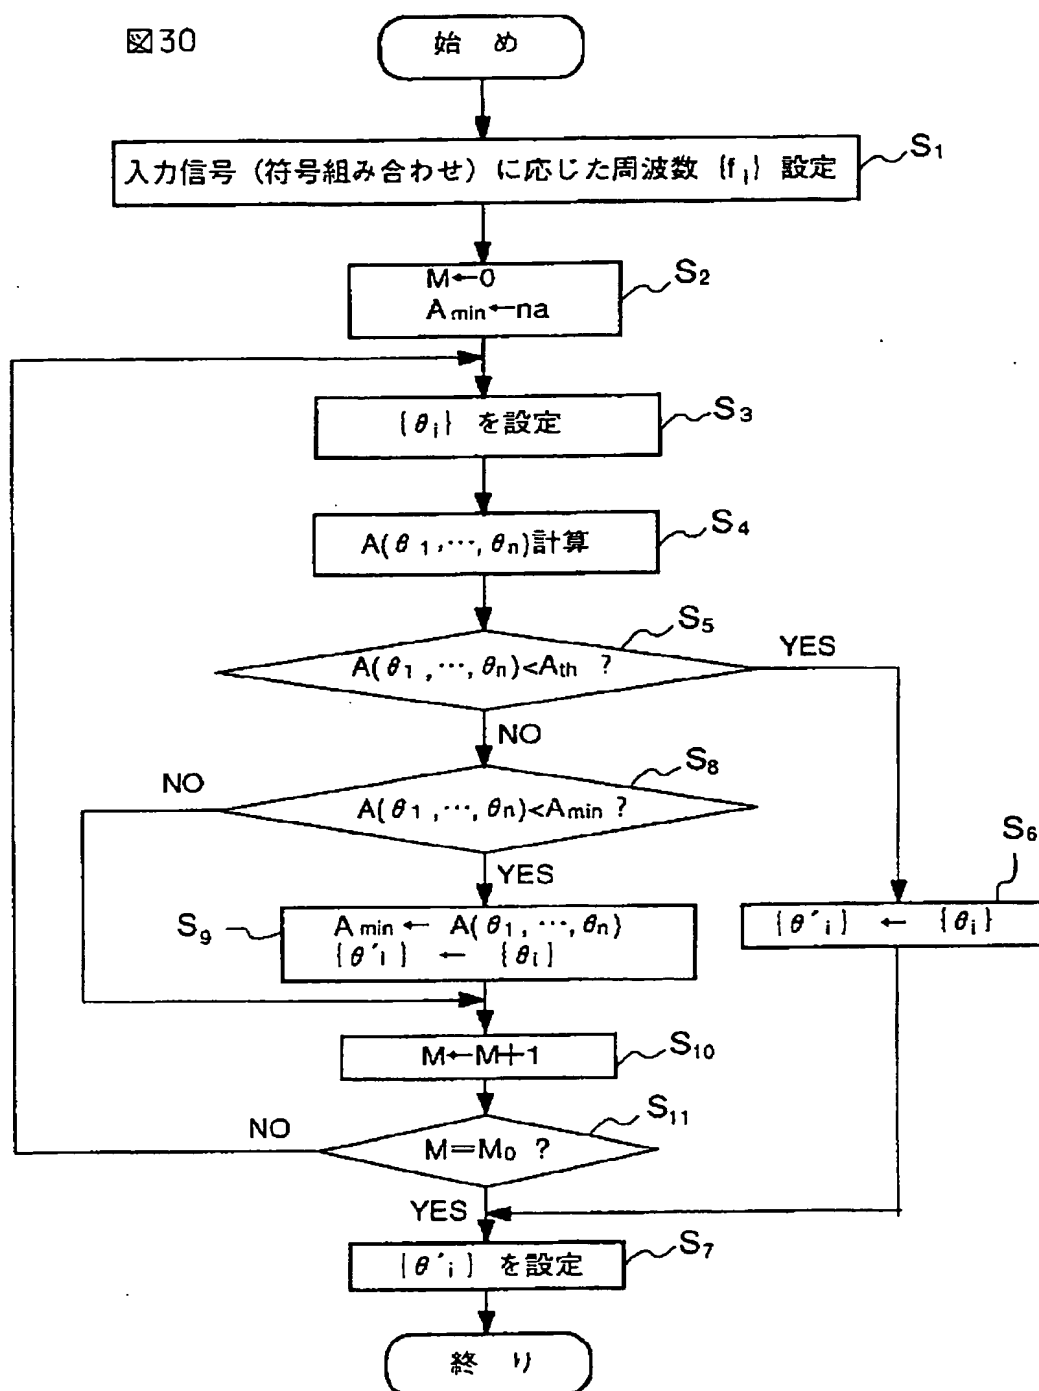 図30
始 め
入力信号 (符号組み合わせ) に応じた周波数 {fi} 設定
S1
M←0
Amin←na
S2
{θi} を設定
S3
A(θ1,…,θn)計算
S4
A(θ1,…,θn)<Ath ?
S5
YES
NO
A(θ1,…,θn)<Amin ?
S8
NO
YES
S6
{θ´i} ← {θi}
S9
Amin← A(θ1,…,θn)
{θ´i} ← {θi}
M←M+1
S10
M=M0 ?
S11
NO
YES
{θ´i} を設定
S7
終 り